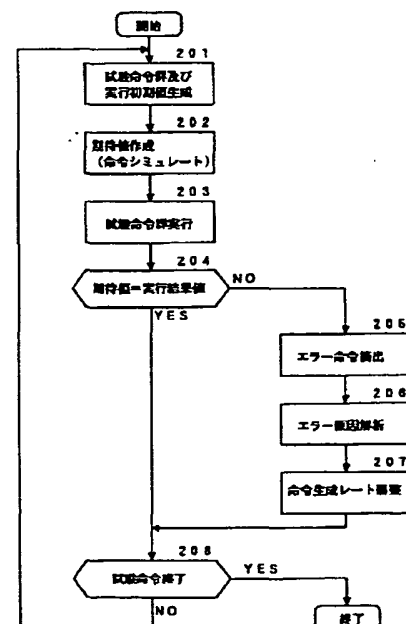 開始
201
試験命令群及び
実行初期値生成
202
期待値作成
(命令シミュレート)
203
試験命令群実行
204
期待値=実行結果値
NO
YES
205
エラー命令抽出
206
エラー原因解析
207
命令生成レート調整
208
試験命令終了
YES
NO
終了